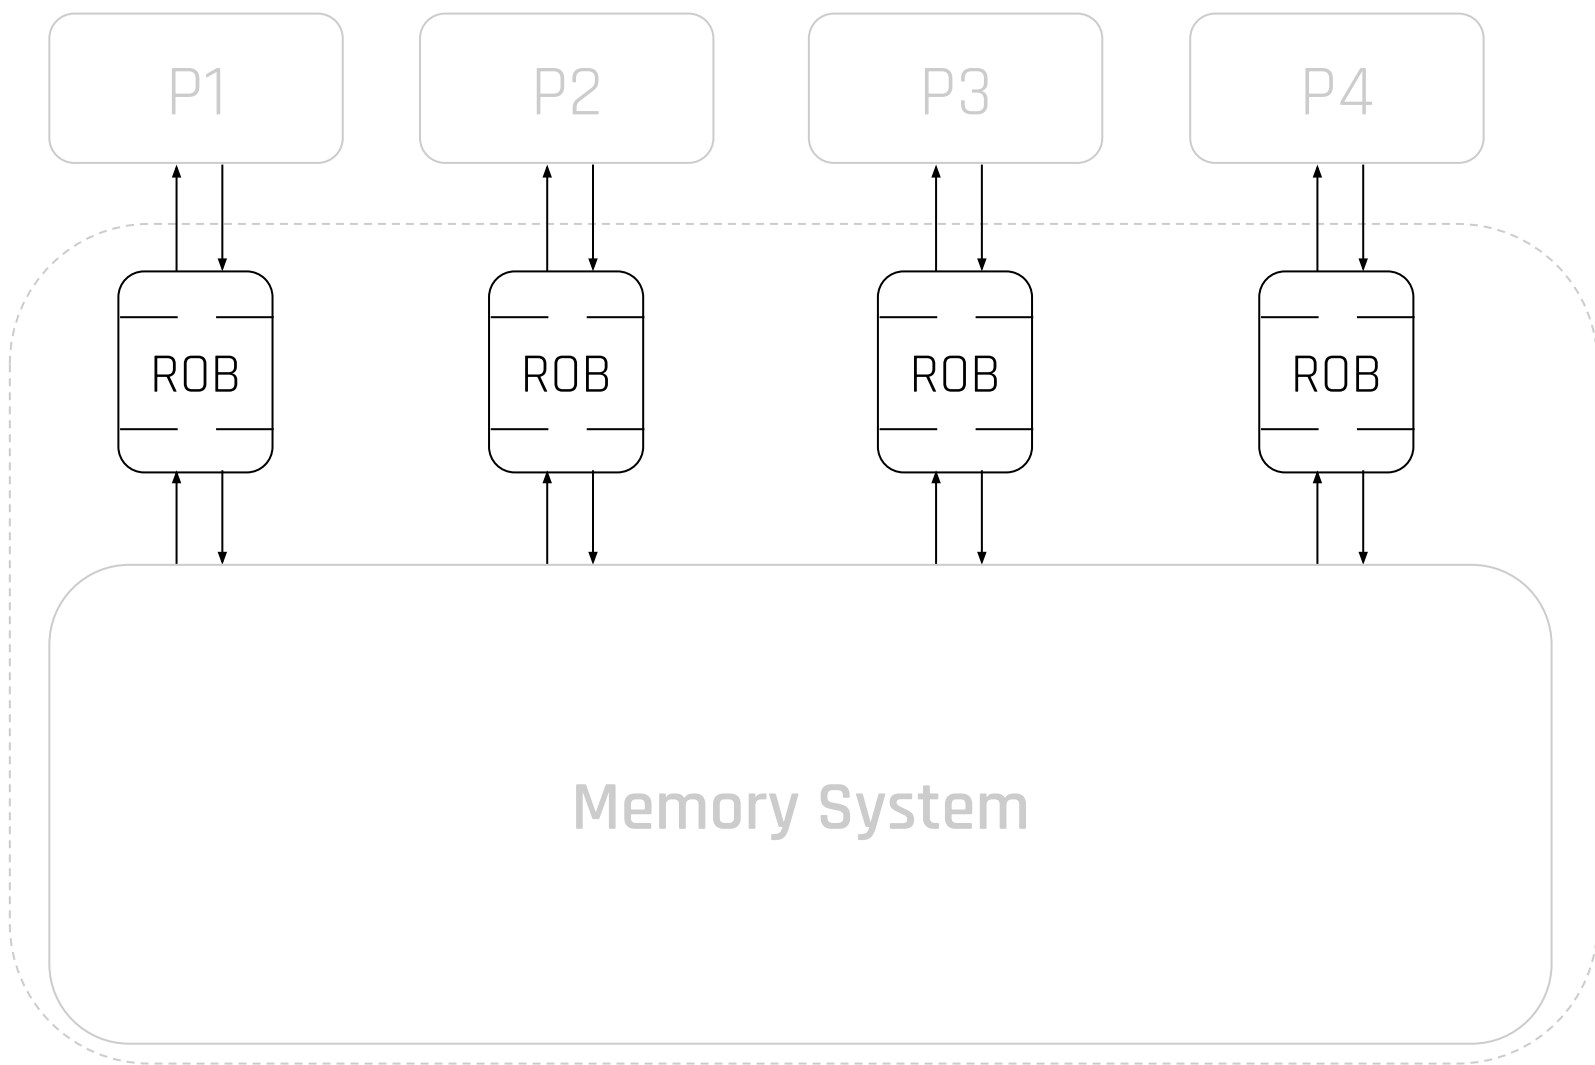 P1
P2
P3
P4
ROB
ROB
ROB
ROB
Memory System